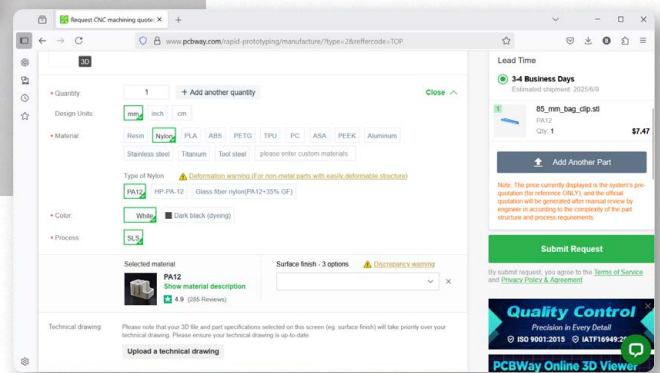 Request CNC machining quote
www.pcbway.com/rapid-prototyping/manufacture/?type=2&reffercode=TOP
3D
* Quantity:
1
+ Add another quantity
Close
Design Units:
mm
inch
cm
* Material:
Resin
Nylon
PLA
ABS
PETG
TPU
PC
ASA
PEEK
Aluminum
Stainless steel
Titanium
Tool steel
please enter custom materials
Type of Nylon
Deformation warning (For non-metal parts with easily deformable structure)
PA12
HP-PA-12
Glass fiber nylon(PA12+35% GF)
* Color:
White
Dark black (dyeing)
* Process:
SLS
Selected material
PA12
Show material description
4.9 (285 Reviews)
Surface finish - 3 options
Discrepancy warning
Technical drawing:
Please note that your 3D file and part specifications selected on this screen (eg. surface finish) will take priority over your
technical drawing. Please ensure your technical drawing is up-to-date.
Upload a technical drawing
Lead Time
3-4 Business Days
Estimated shipment: 2025/6/9
1
85_mm_bag_clip.stl
PA12
Qty: 1
$7.47
Add Another Part
Note: The price currently displayed is the system's pre-
quotation (for reference ONLY), and the official
quotation will be generated after manual review by
engineer in according to the complexity of the part
structure and process requirements.
Submit Request
By submit request, you agree to the Terms of Service
and Privacy Policy & Agreement
Quality Control
Precision in Every Detail
ISO 9001:2015
IATF16949:20
PCBWay Online 3D Viewer